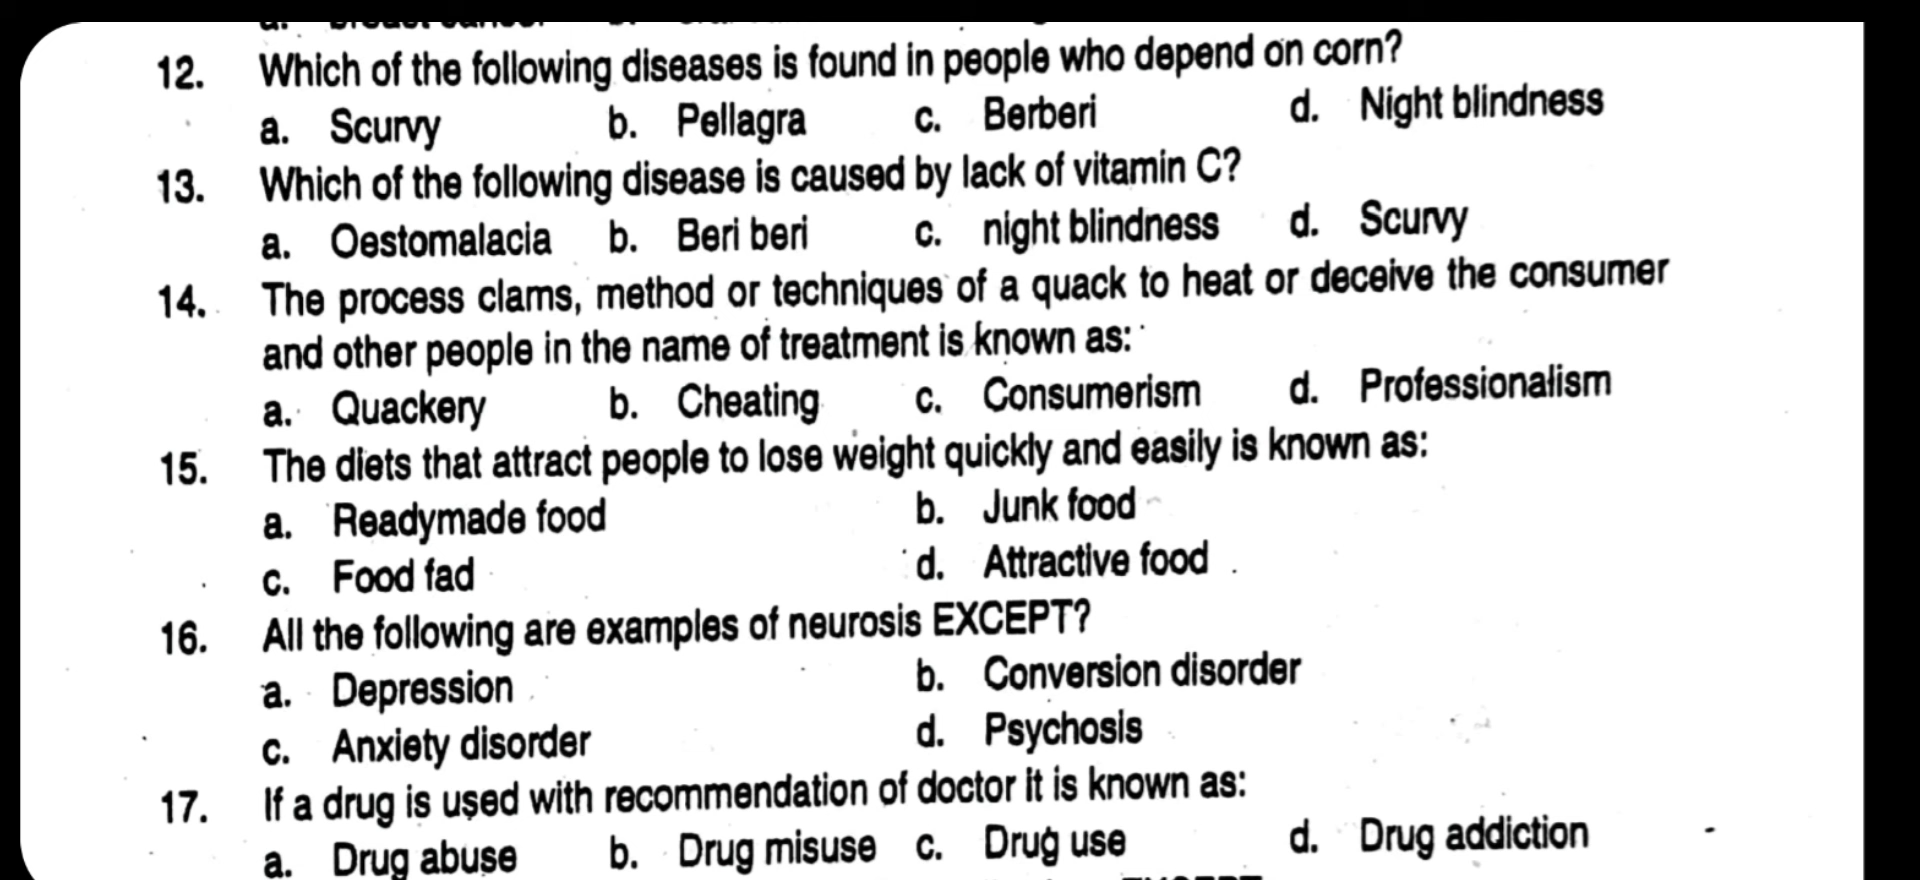 12. Which of the following diseases is found in people who depend on corn?
a. Scurvy b. Pellagra c. Berberi d. Night blindness
13. Which of the following disease is caused by lack of vitamin C?
a. Oestomalacia b. Beri beri c. night blindness d. Scurvy
14. The process clams, method or techniques of a quack to heat or deceive the consumer
and other people in the name of treatment is known as:
a. Quackery b. Cheating c. Consumerism d. Professionalism
15. The diets that attract people to lose weight quickly and easily is known as:
a. Readymade food b. Junk food
c. Food fad d. Attractive food
16. All the following are examples of neurosis EXCEPT?
a. Depression b. Conversion disorder
c. Anxiety disorder d. Psychosis
17. If a drug is used with recommendation of doctor it is known as:
a. Drug abuse b. Drug misuse c. Drug use d. Drug addiction